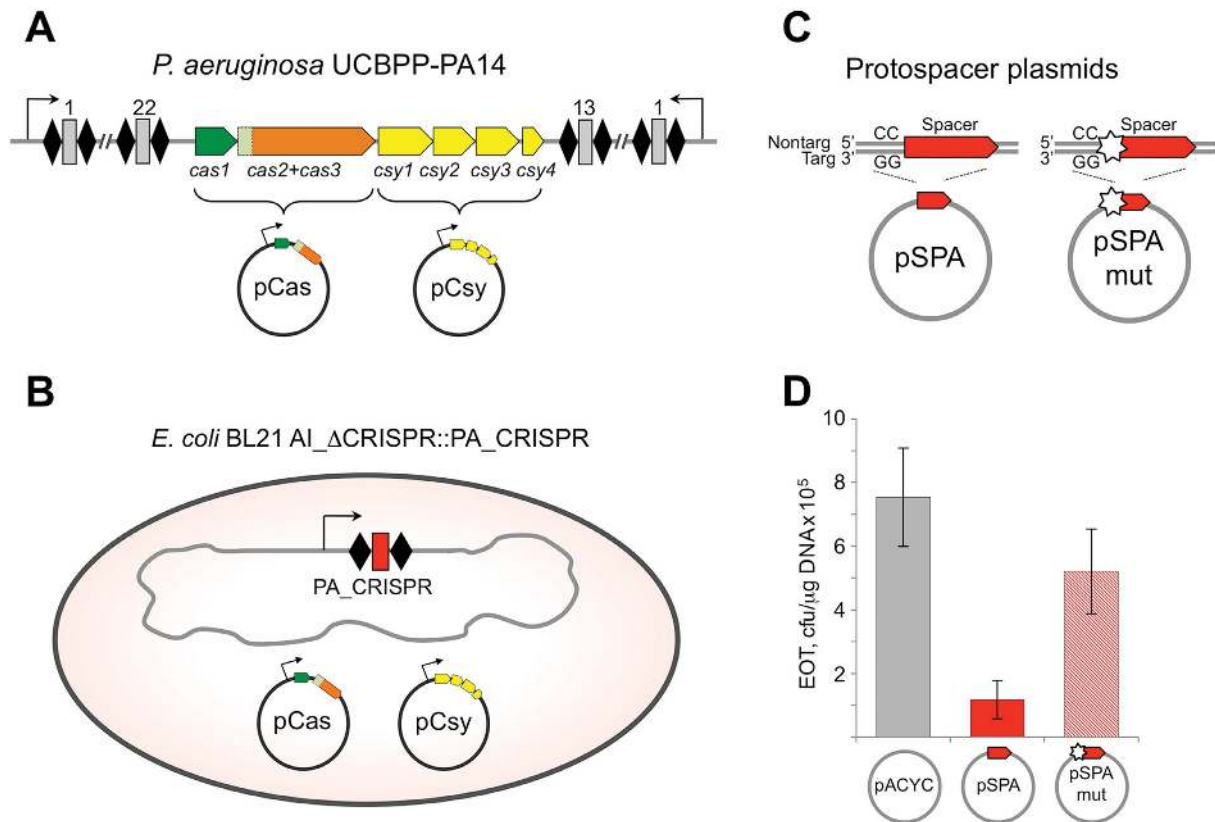 A
P. aeruginosa UCBPP-PA14
1
22
13
1
cas1
cas2+cas3
csy1
csy2
csy3
csy4
pCas
pCsy
B
E. coli BL21 AI_ΔCRISPR::PA_CRISPR
PA_CRISPR
pCas
pCsy
C
Protospacer plasmids
CC Spacer
Nontarg 5'
Targ 3'
GG
pSPA
CC Spacer
5'
3'
GG
pSPA
mut
D
EOT, cfu/μg DNA x 10⁵
10
8
6
4
2
pACYC
pSPA
pSPA
mut